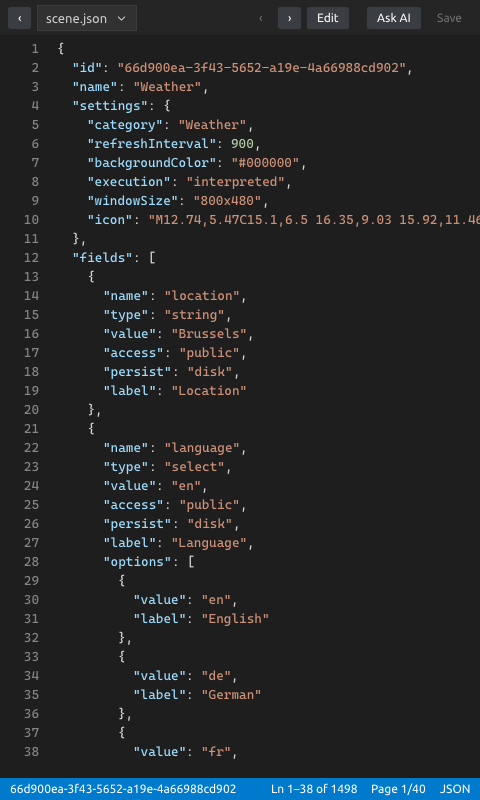 ‹ scene.json ‹ › Edit Ask AI Save
1 {
2 "id": "66d900ea-3f43-5652-a19e-4a66988cd902",
3 "name": "Weather",
4 "settings": {
5 "category": "Weather",
6 "refreshInterval": 900,
7 "backgroundColor": "#000000",
8 "execution": "interpreted",
9 "windowSize": "800x480",
10 "icon": "M12.74,5.47C15.1,6.5 16.35,9.03 15.92,11.46
11 },
12 "fields": [
13 {
14 "name": "location",
15 "type": "string",
16 "value": "Brussels",
17 "access": "public",
18 "persist": "disk",
19 "label": "Location"
20 },
21 {
22 "name": "language",
23 "type": "select",
24 "value": "en",
25 "access": "public",
26 "persist": "disk",
27 "label": "Language",
28 "options": [
29 {
30 "value": "en",
31 "label": "English"
32 },
33 {
34 "value": "de",
35 "label": "German"
36 },
37 {
38 "value": "fr",
66d900ea-3f43-5652-a19e-4a66988cd902 Ln 1–38 of 1498 Page 1/40 JSON